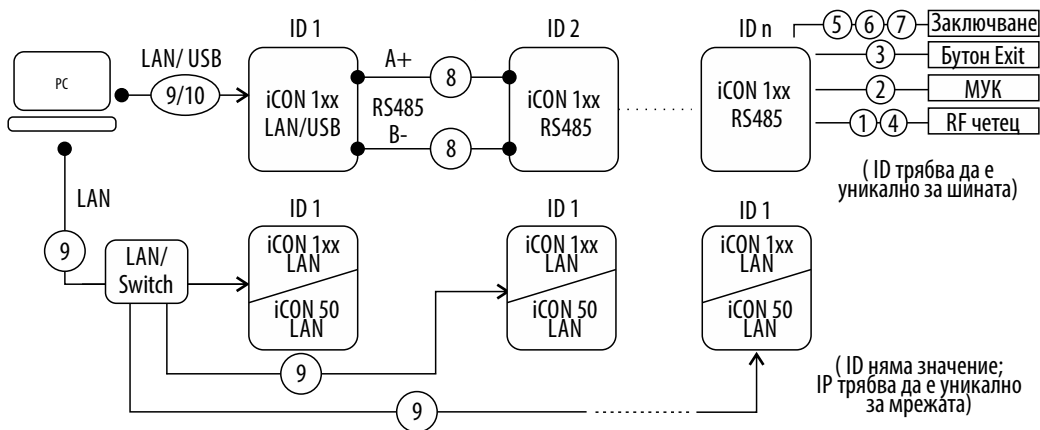 ID 1
ID 2
ID n
5 6 7 Заключване
LAN/ USB
A+
3 Бутон Exit
PC
9/10
iCON 1xx
LAN/USB
RS485
8
iCON 1xx
RS485
iCON 1xx
RS485
2 МУК
B-
8
1 4 RF четец
( ID трябва да е
уникално за шината)
LAN
ID 1
ID 1
ID 1
9
LAN/
Switch
iCON 1xx
LAN
iCON 50
LAN
iCON 1xx
LAN
iCON 50
LAN
iCON 1xx
LAN
iCON 50
LAN
9
9
( ID няма значение;
IP трябва да е уникално
за мрежата)